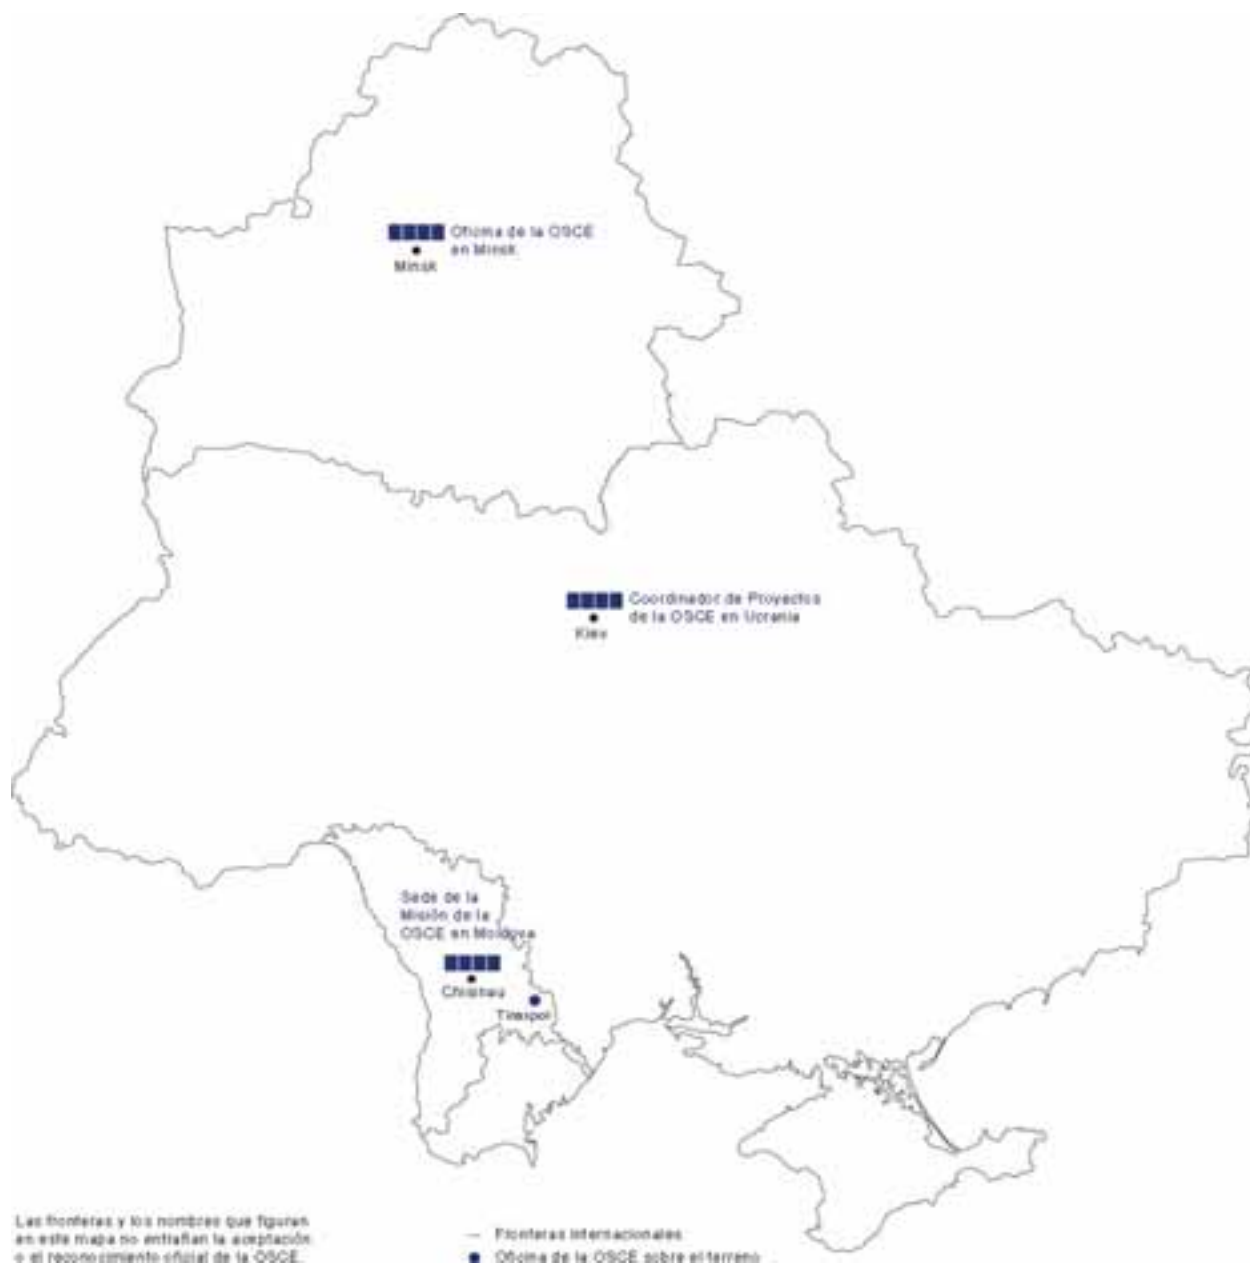 Oficina de la OSCE
en Minsk
Minsk
Coordinador de Proyectos
de la OSCE en Ucrania
Kiev
Sede de la
Misión de la
OSCE en Moldova
Chisinau
Tiraspol
Las fronteras y los nombres que figuran
en este mapa no entrañan la aceptación
o el reconocimiento oficial de la OSCE.
Fronteras internacionales
Oficina de la OSCE sobre el terreno